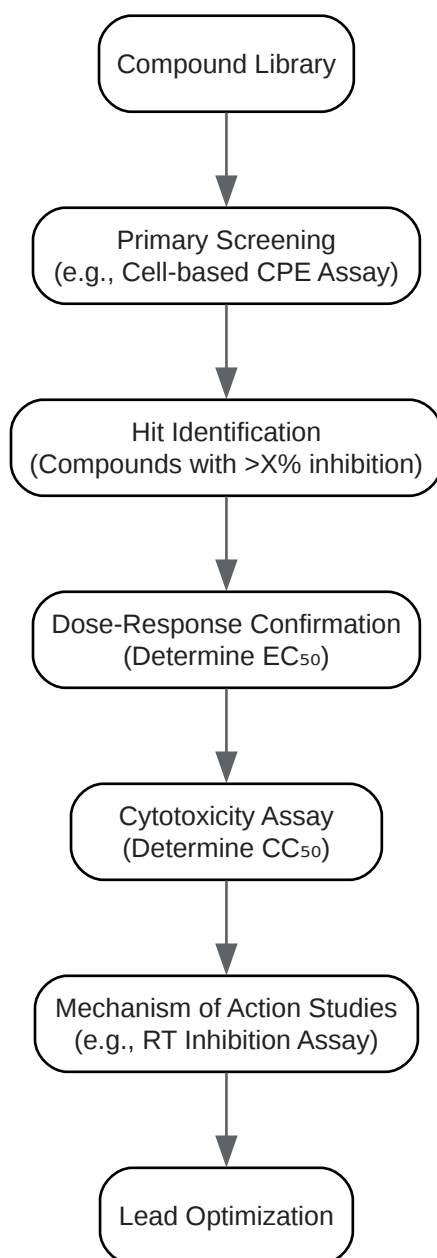 Compound Library
Primary Screening
(e.g., Cell-based CPE Assay)
Hit Identification
(Compounds with >X% inhibition)
Dose-Response Confirmation
(Determine EC₅₀)
Cytotoxicity Assay
(Determine CC₅₀)
Mechanism of Action Studies
(e.g., RT Inhibition Assay)
Lead Optimization